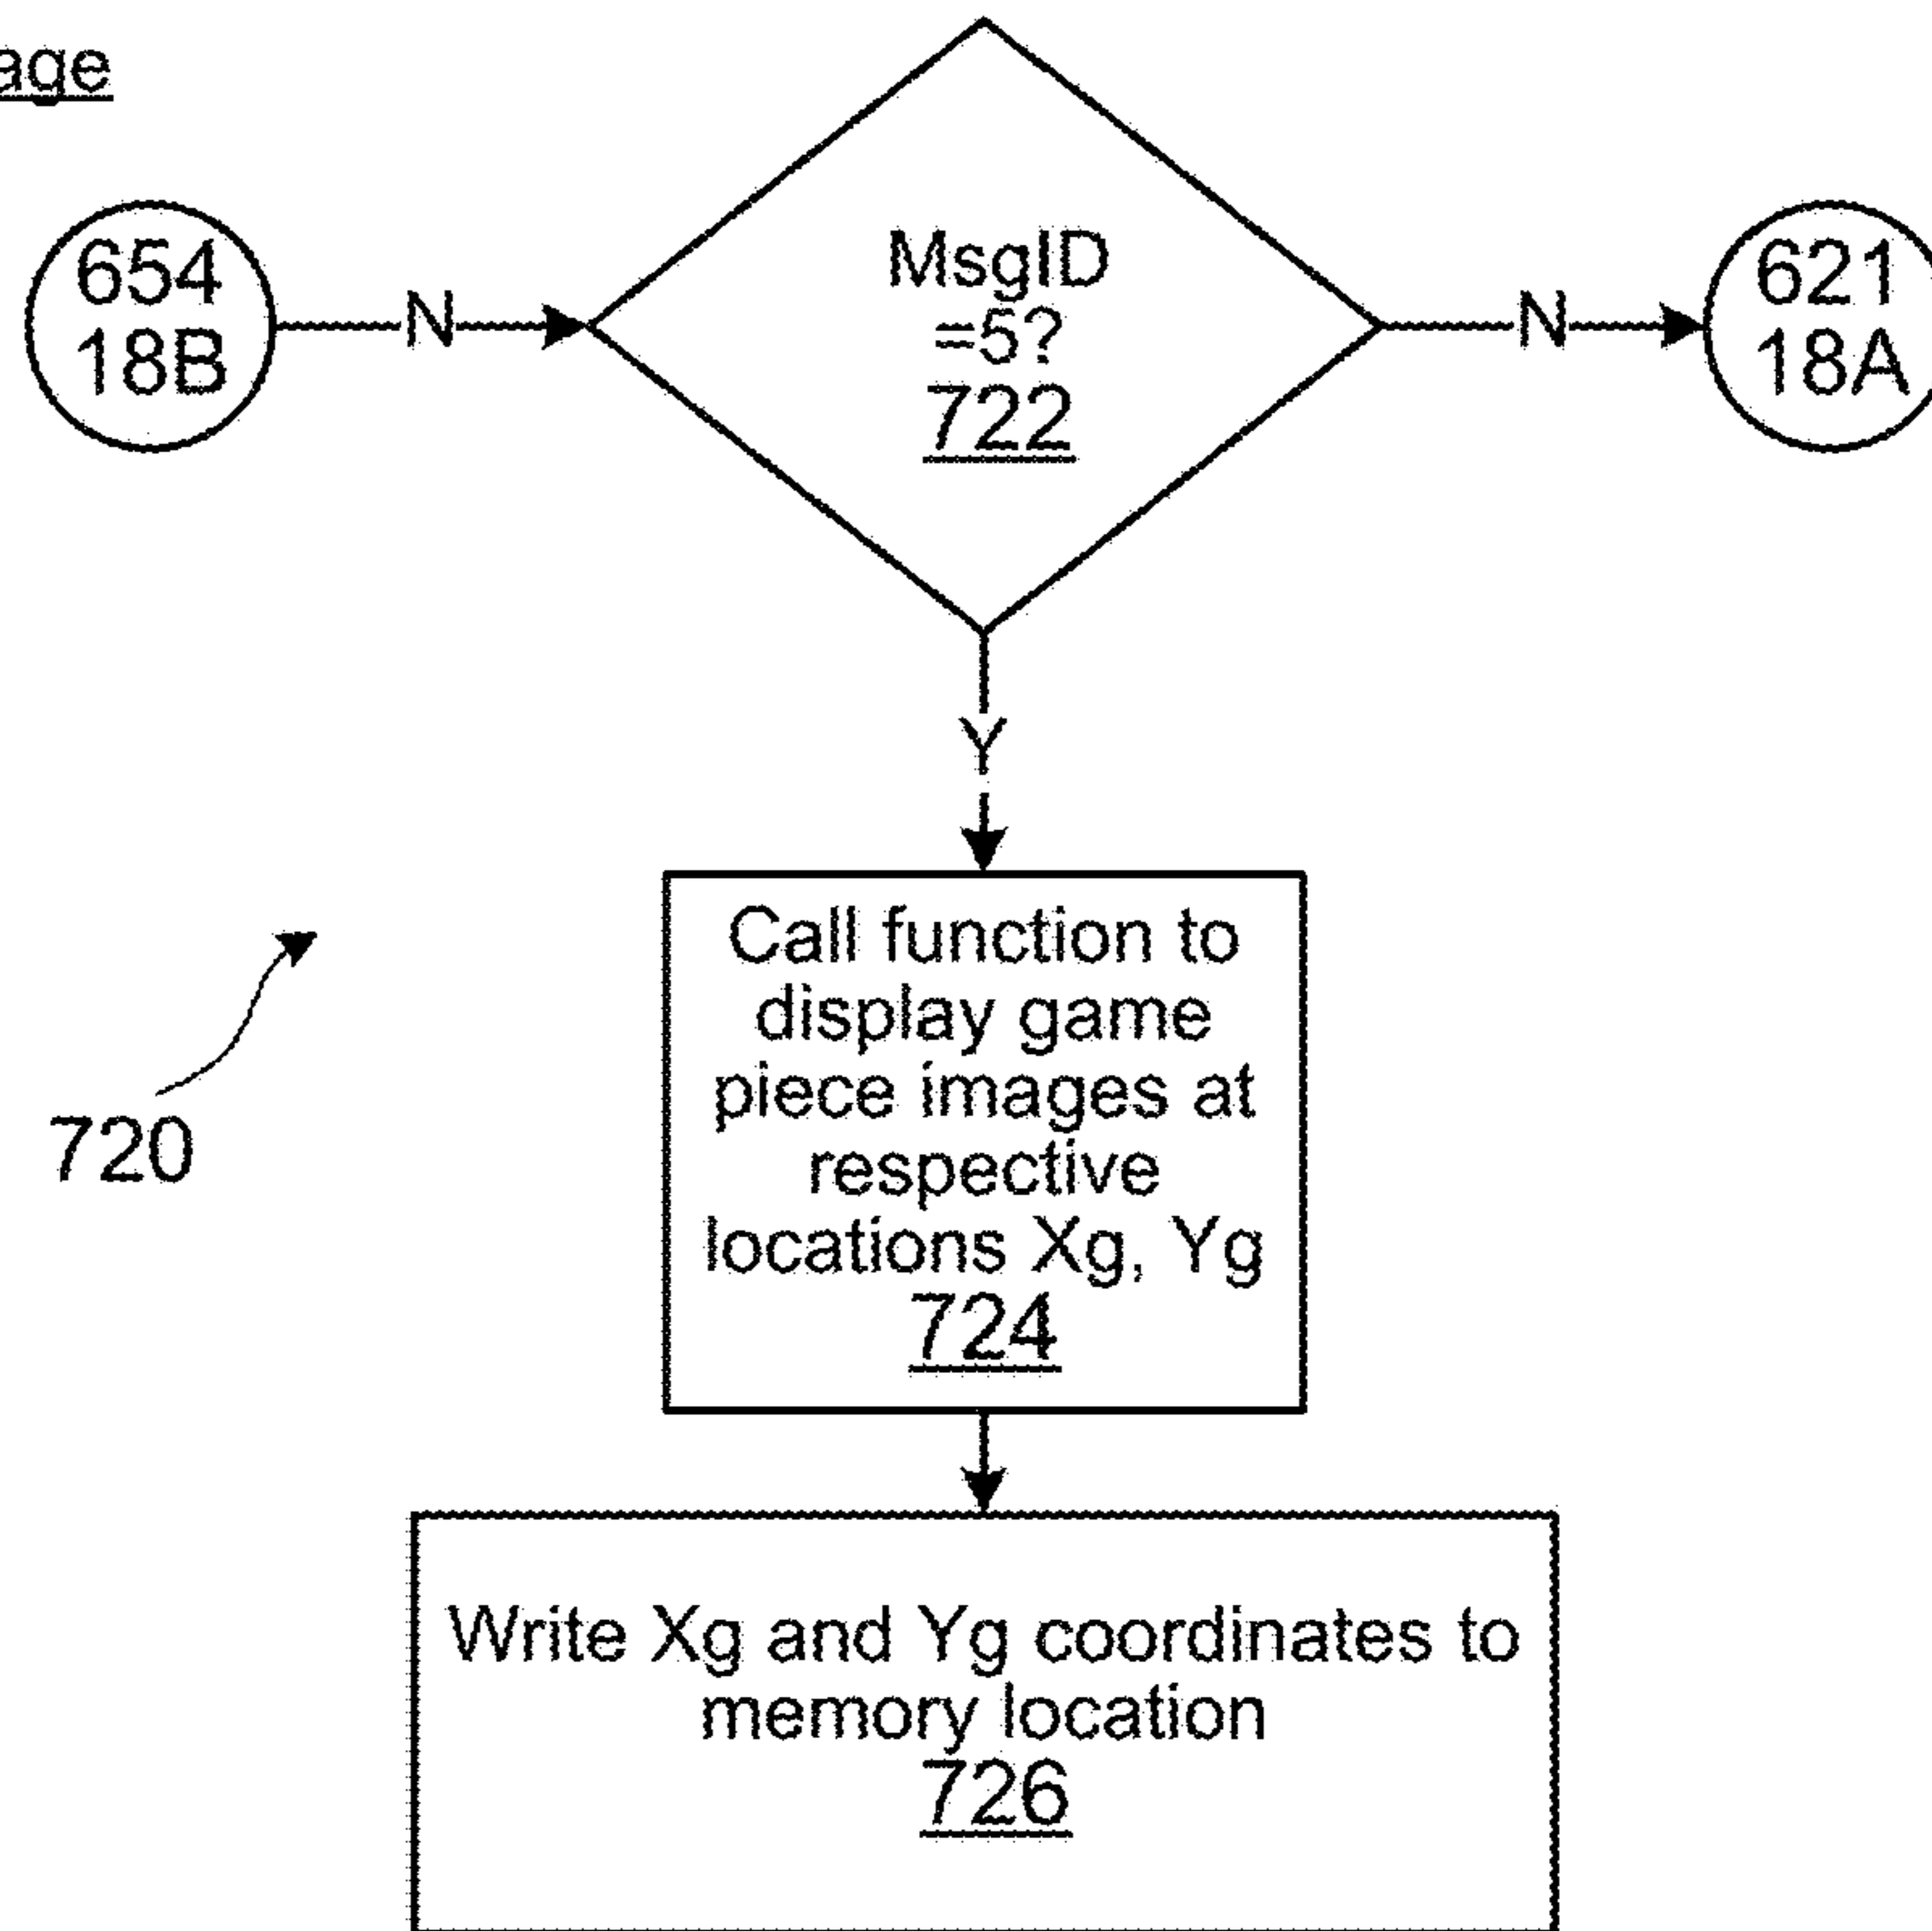 654
18B
N
MsgID
=5?
722
N
621
18A
Y
Call function to
display game
piece images at
respective
locations Xg, Yg
724
720
Write Xg and Yg coordinates to
memory location
726